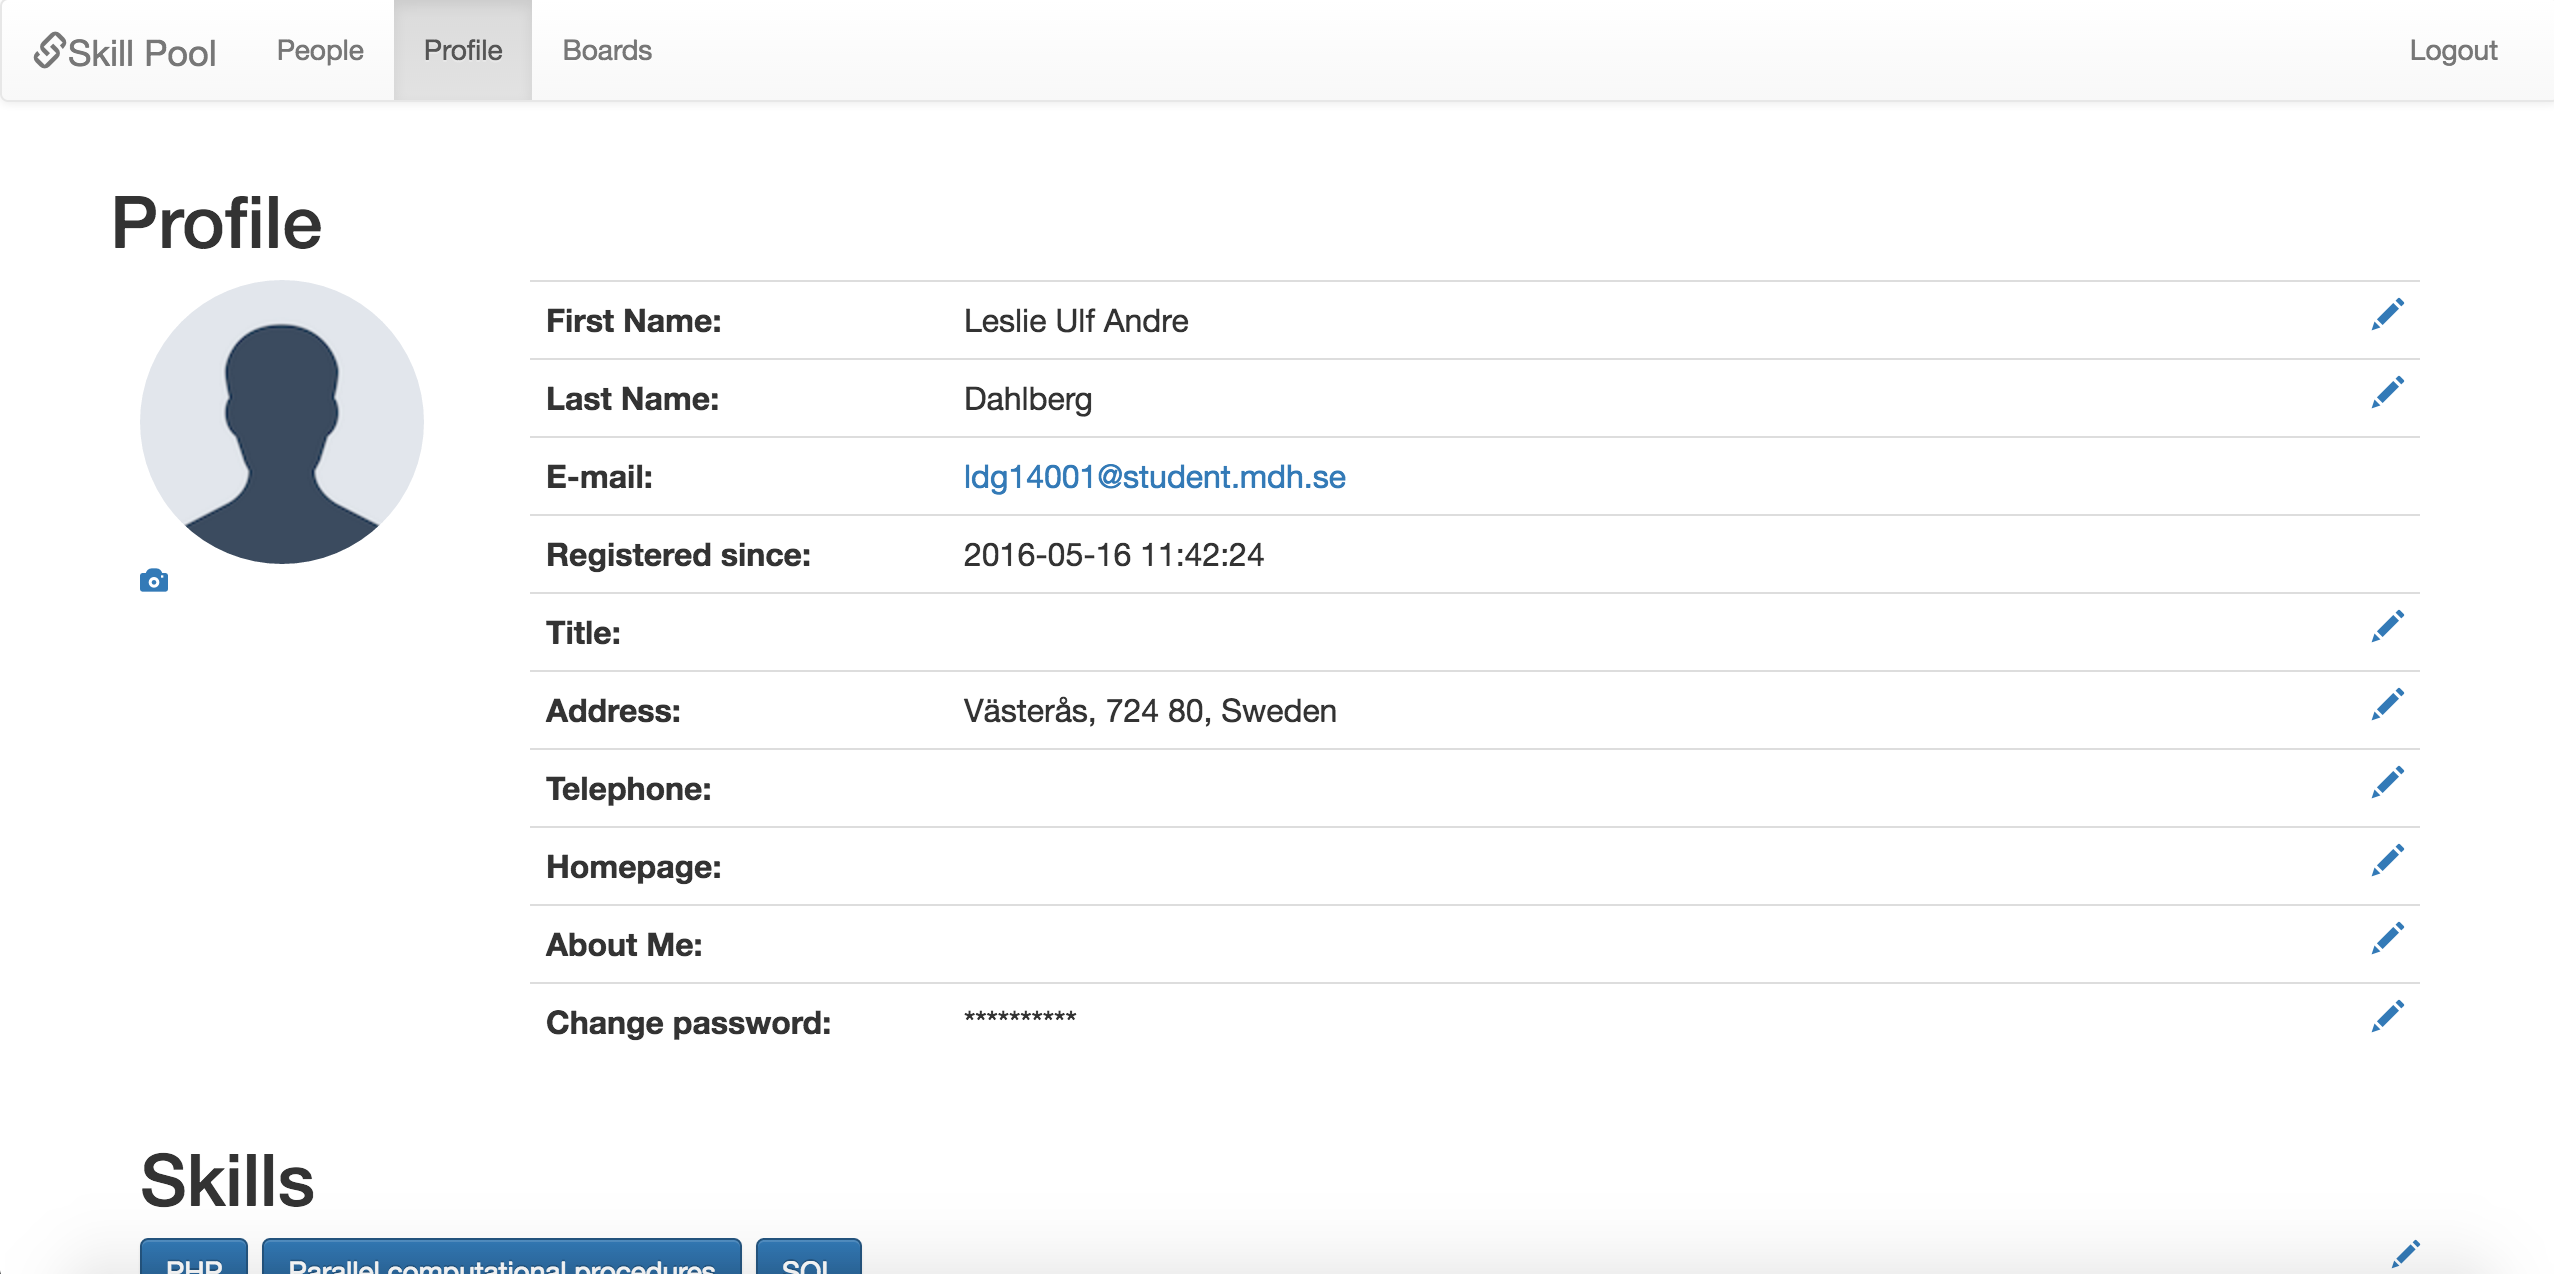 Skill Pool People Profile Boards Logout
Profile
First Name: Leslie Ulf Andre
Last Name: Dahlberg
E-mail: ldg14001@student.mdh.se
Registered since: 2016-05-16 11:42:24
Title:
Address: Västerås, 724 80, Sweden
Telephone:
Homepage:
About Me:
Change password: **********
Skills
PHP Parallel computational procedures SQL